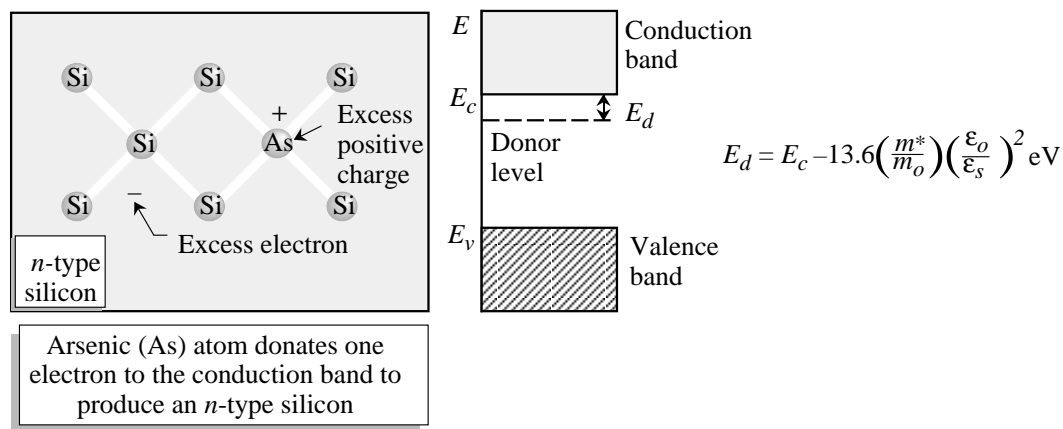 Si
Si
Si
+
Si
As
Excess
positive
charge
Si
Si
Si
–
Excess electron
n-type
silicon
Arsenic (As) atom donates one
electron to the conduction band to
produce an n-type silicon
E
Conduction
band
E_c
E_d
Donor
level
E_v
Valence
band
E_d = E_c –13.6(m*/m_o)(ε_o/ε_s)^2 eV